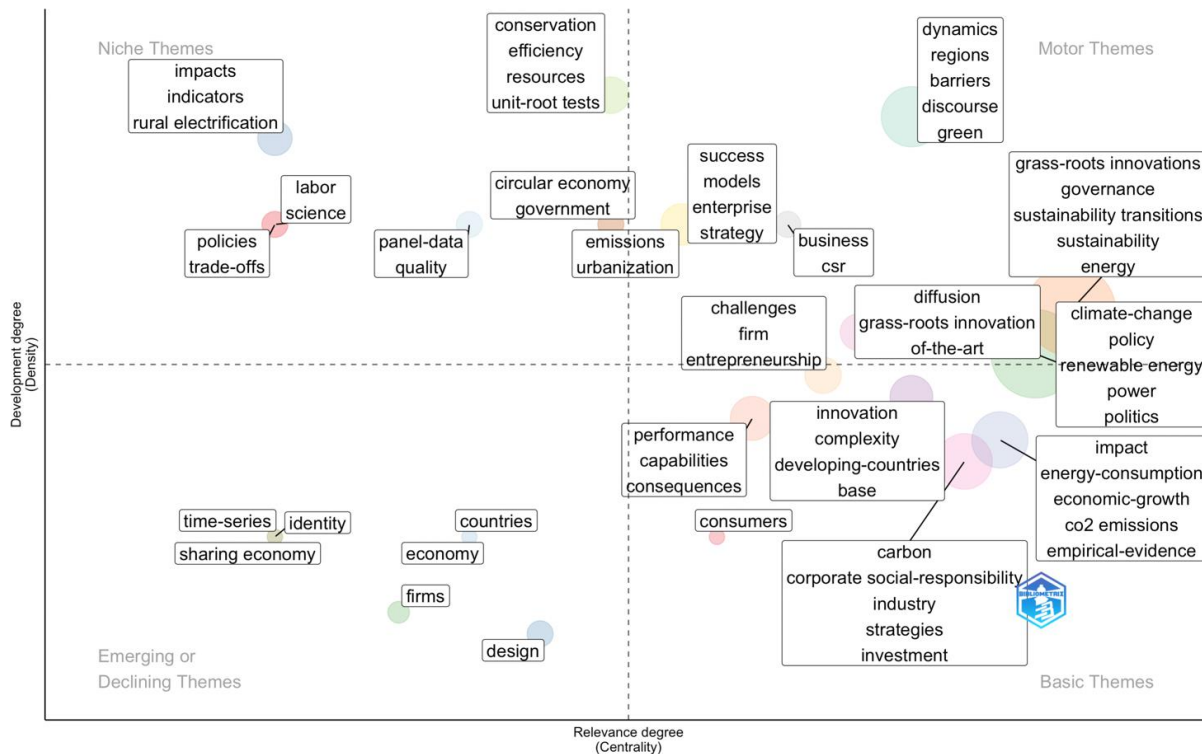 Niche Themes
Motor Themes
conservation
efficiency
resources
unit-root tests
dynamics
regions
barriers
discourse
green
impacts
indicators
rural electrification
success
models
enterprise
strategy
grass-roots innovations
governance
sustainability transitions
sustainability
energy
labor
science
policies
trade-offs
panel-data
quality
circular economy
government
emissions
urbanization
business
csr
challenges
firm
entrepreneurship
diffusion
grass-roots innovation
of-the-art
climate-change
policy
renewable energy
power
politics
Development degree
(Density)
performance
capabilities
consequences
innovation
complexity
developing-countries
base
impact
energy-consumption
economic-growth
co2 emissions
empirical-evidence
time-series
identity
sharing economy
countries
economy
consumers
firms
design
carbon
corporate social-responsibility
industry
strategies
investment
BIBLIOMETRIX
Emerging or
Declining Themes
Basic Themes
Relevance degree
(Centrality)